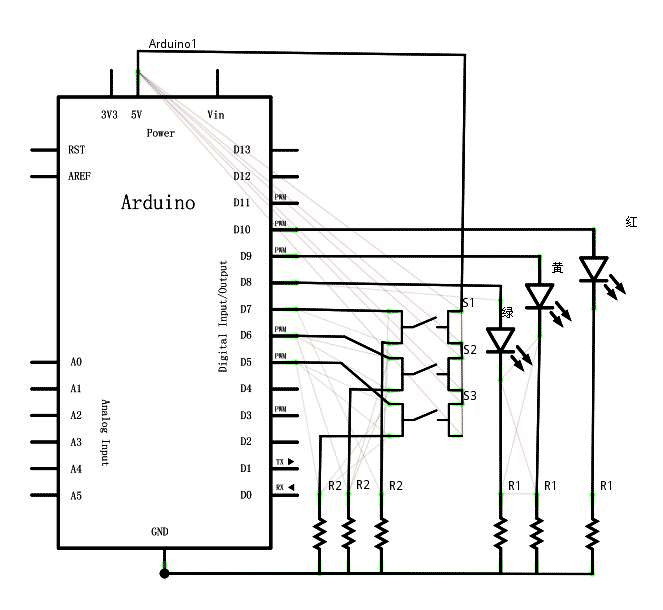 Arduino1
3V3 5V Vin
Power
RST D13
AREF D12
Arduino
D11 PWM
D10 PWM
红
D9 PWM
黄
D8
绿
Digital Input/Output
D7
S1
D6 PWM
S2
A0 D5 PWM
A1 D4
S3
A2 D3 PWM
Analog Input
A3 D2
A4 D1 TX
A5 D0 RX
R2 R2 R2 R1 R1 R1
GND